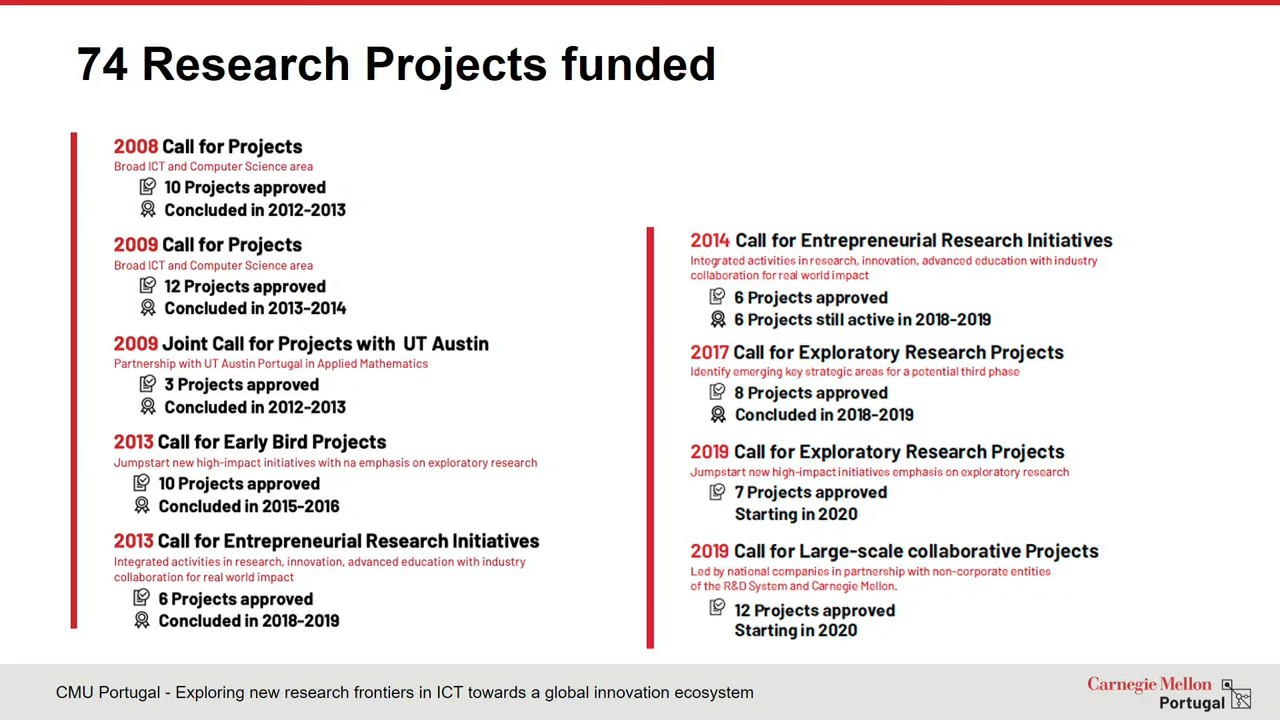 74 Research Projects funded
2008 Call for Projects
Broad ICT and Computer Science area
10 Projects approved
Concluded in 2012-2013
2009 Call for Projects
Broad ICT and Computer Science area
12 Projects approved
Concluded in 2013-2014
2009 Joint Call for Projects with UT Austin
Partnership with UT Austin Portugal in Applied Mathematics
3 Projects approved
Concluded in 2012-2013
2013 Call for Early Bird Projects
Jumpstart new high-impact initiatives with na emphasis on exploratory research
10 Projects approved
Concluded in 2015-2016
2013 Call for Entrepreneurial Research Initiatives
Integrated activities in research, innovation, advanced education with industry
collaboration for real world impact
6 Projects approved
Concluded in 2018-2019
2014 Call for Entrepreneurial Research Initiatives
Integrated activities in research, innovation, advanced education with industry
collaboration for real world impact
6 Projects approved
6 Projects still active in 2018-2019
2017 Call for Exploratory Research Projects
Identify emerging key strategic areas for a potential third phase
8 Projects approved
Concluded in 2018-2019
2019 Call for Exploratory Research Projects
Jumpstart new high-impact initiatives emphasis on exploratory research
7 Projects approved
Starting in 2020
2019 Call for Large-scale collaborative Projects
Led by national companies in partnership with non-corporate entities
of the R&D System and Carnegie Mellon.
12 Projects approved
Starting in 2020
CMU Portugal - Exploring new research frontiers in ICT towards a global innovation ecosystem
Carnegie Mellon
Portugal